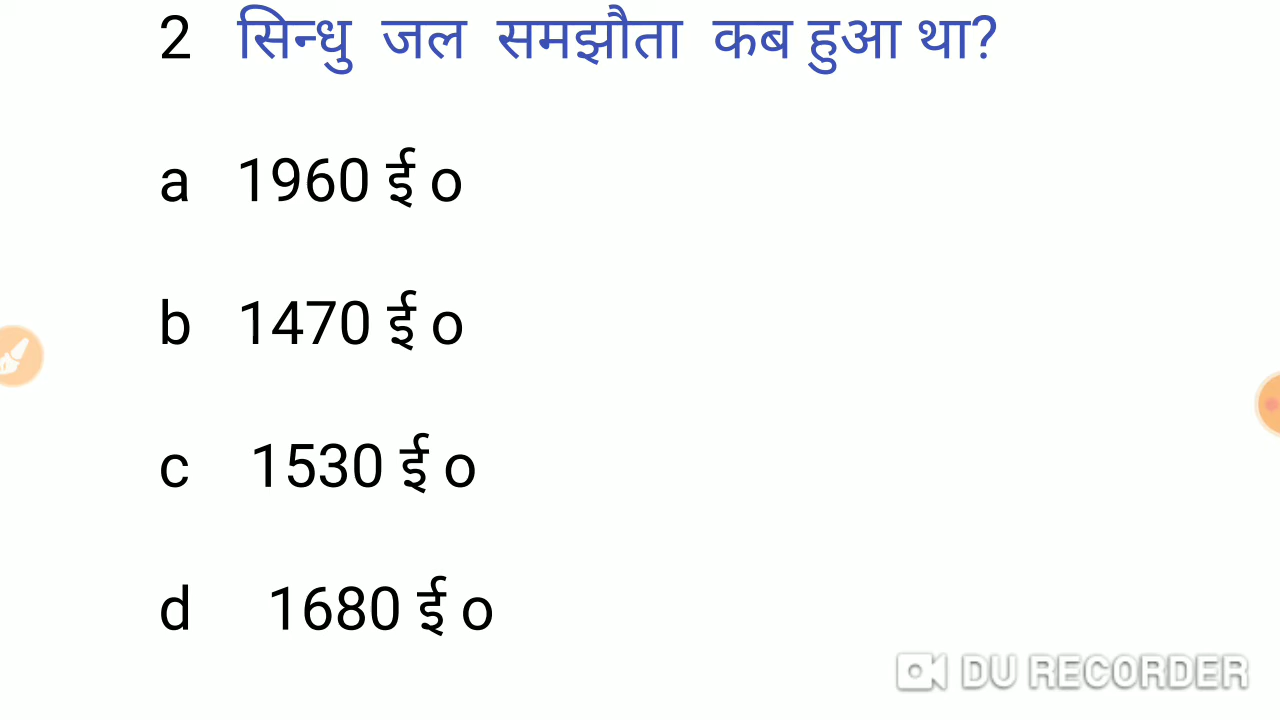 2 सिन्धु जल समझौता कब हुआ था?
a 1960 ई o
b 1470 ई o
c 1530 ई o
d 1680 ई o
DU RECORDER